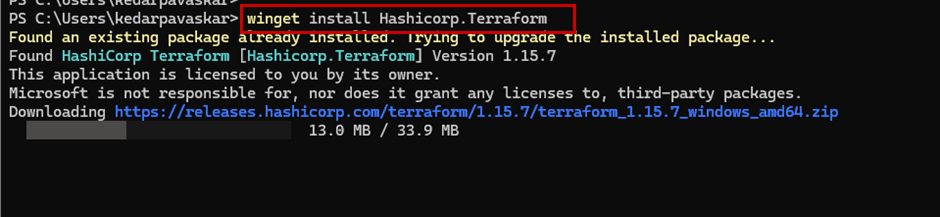 PS C:\Users\kedarpavaskar>
PS C:\Users\kedarpavaskar> winget install Hashicorp.Terraform
Found an existing package already installed. Trying to upgrade the installed package...
Found HashiCorp Terraform [Hashicorp.Terraform] Version 1.15.7
This application is licensed to you by its owner.
Microsoft is not responsible for, nor does it grant any licenses to, third-party packages.
Downloading https://releases.hashicorp.com/terraform/1.15.7/terraform_1.15.7_windows_amd64.zip
13.0 MB / 33.9 MB